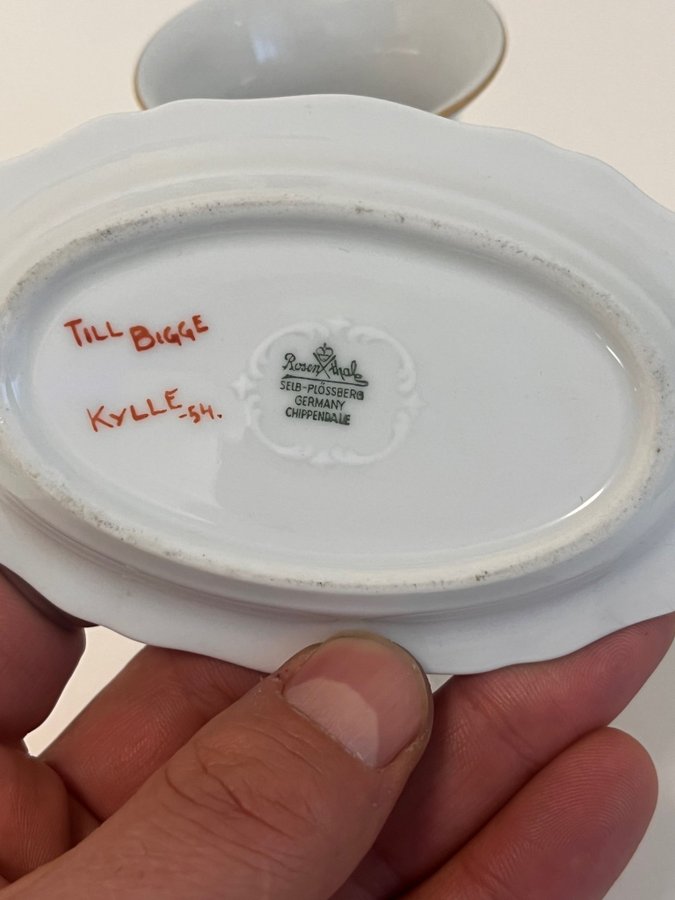 TILL BIGGE
KYLLE -54.
Rosenthal
SELB-PLÖSSBERG
GERMANY
CHIPPENDALE